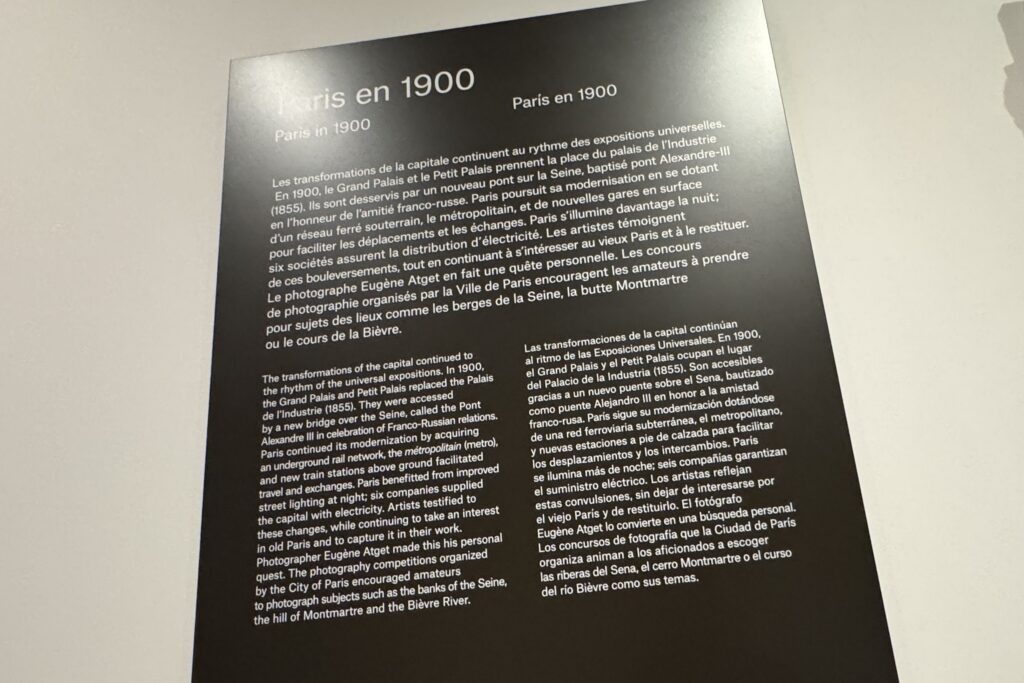 Paris en 1900
Paris in 1900
París en 1900
Les transformations de la capitale continuent au rythme des expositions universelles.
En 1900, le Grand Palais et le Petit Palais prennent la place du palais de l'Industrie
(1855). Ils sont desservis par un nouveau pont sur la Seine, baptisé pont Alexandre-III
en l'honneur de l'amitié franco-russe. Paris poursuit sa modernisation en se dotant
d'un réseau ferré souterrain, le métropolitain, et de nouvelles gares en surface
pour faciliter les déplacements et les échanges. Paris s'illumine davantage la nuit ;
six sociétés assurent la distribution d'électricité. Les artistes témoignent
de ces bouleversements, tout en continuant à s'intéresser au vieux Paris et à le restituer.
Le photographe Eugène Atget en fait une quête personnelle. Les concours
de photographie organisés par la Ville de Paris encouragent les amateurs à prendre
pour sujets des lieux comme les berges de la Seine, la butte Montmartre
ou le cours de la Bièvre.
The transformations of the capital continued to
the rhythm of the universal expositions. In 1900,
the Grand Palais and Petit Palais replaced the Palais
de l'Industrie (1855). They were accessed
by a new bridge over the Seine, called the Pont
Alexandre III in celebration of Franco-Russian relations.
Paris continued its modernization by acquiring
an underground rail network, the métropolitain (metro),
and new train stations above ground facilitated
travel and exchanges. Paris benefitted from improved
street lighting at night; six companies supplied
the capital with electricity. Artists testified to
these changes, while continuing to take an interest
in old Paris and to capture it in their work.
Photographer Eugène Atget made this his personal
quest. The photography competitions organized
by the City of Paris encouraged amateurs
to photograph subjects such as the banks of the Seine,
the hill of Montmartre and the Bièvre River.
Las transformaciones de la capital continúan
al ritmo de las Exposiciones Universales. En 1900,
el Grand Palais y el Petit Palais ocupan el lugar
del Palacio de la Industria (1855). Son accesibles
gracias a un nuevo puente sobre el Sena, bautizado
como puente Alejandro III en honor a la amistad
franco-rusa. París sigue su modernización dotándose
de una red ferroviaria subterránea, el metropolitano,
y nuevas estaciones a pie de calzada para facilitar
los desplazamientos y los intercambios. París
se ilumina más de noche; seis compañías garantizan
el suministro eléctrico. Los artistas reflejan
estas convulsiones, sin dejar de interesarse por
el viejo París y de restituirlo. El fotógrafo
Eugène Atget lo convierte en una búsqueda personal.
Los concursos de fotografía que la Ciudad de París
organiza animan a los aficionados a escoger
las riberas del Sena, el cerro Montmartre o el curso
del río Bièvre como sus temas.